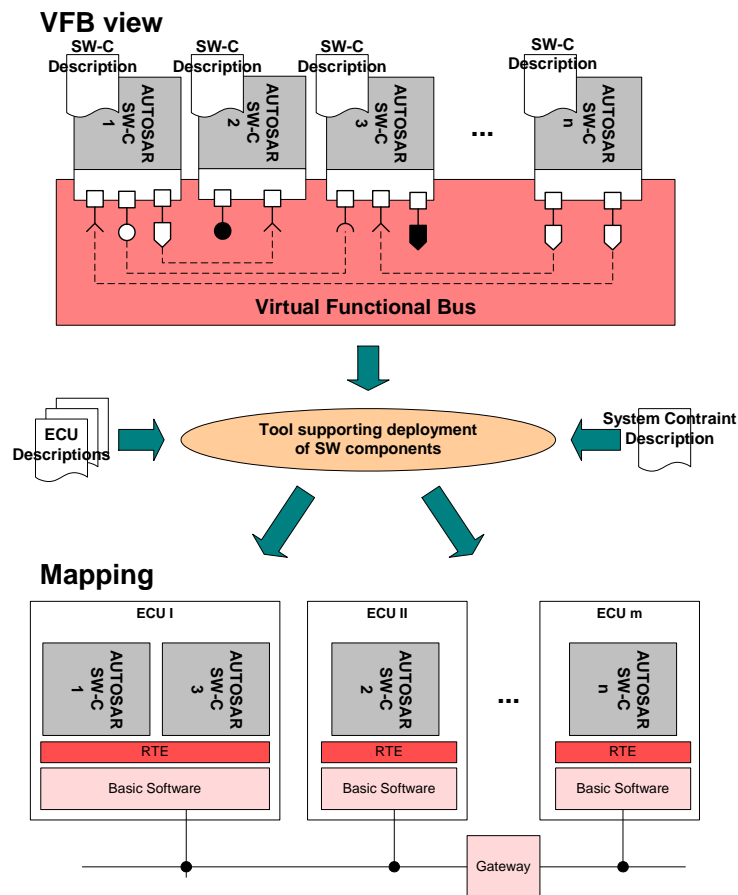 VFB view
SW-C
Description
SW-C
Description
SW-C
Description
SW-C
Description
AUTOSAR
SW-C
1
AUTOSAR
SW-C
2
AUTOSAR
SW-C
3
...
AUTOSAR
SW-C
n
Virtual Functional Bus
ECU
Descriptions
Tool supporting deployment
of SW components
System Contraint
Description
Mapping
ECU I
AUTOSAR
SW-C
1
AUTOSAR
SW-C
3
RTE
Basic Software
ECU II
AUTOSAR
SW-C
2
RTE
Basic Software
...
ECU m
AUTOSAR
SW-C
n
RTE
Basic Software
Gateway